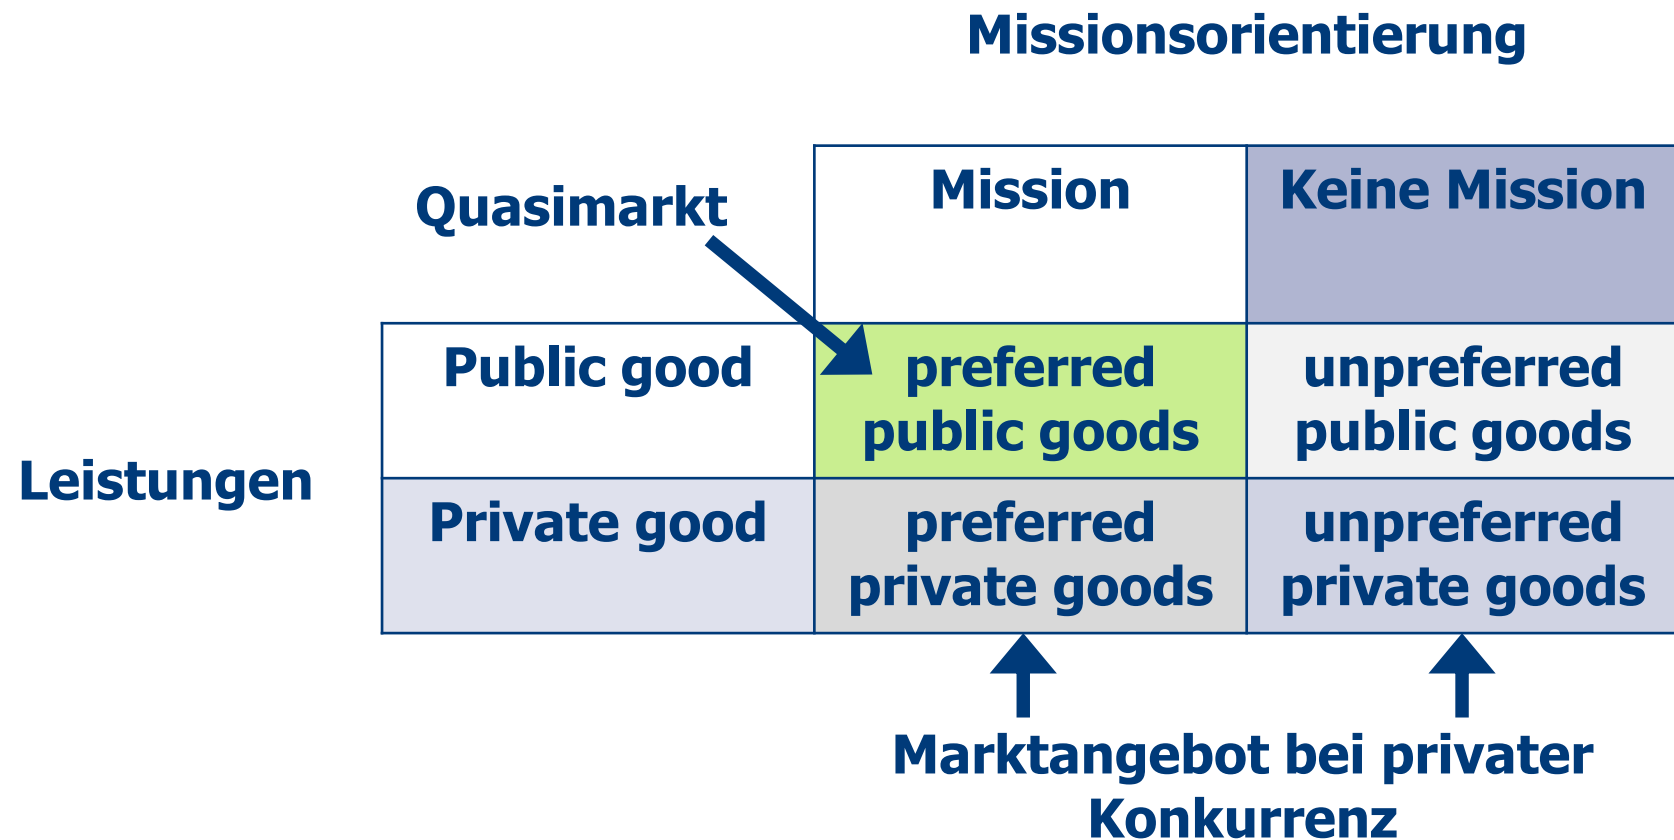 Missionsorientierung
Quasimarkt
Mission
Keine Mission
Leistungen
Public good
preferred
public goods
unpreferred
public goods
Private good
preferred
private goods
unpreferred
private goods
Marktangebot bei privater
Konkurrenz